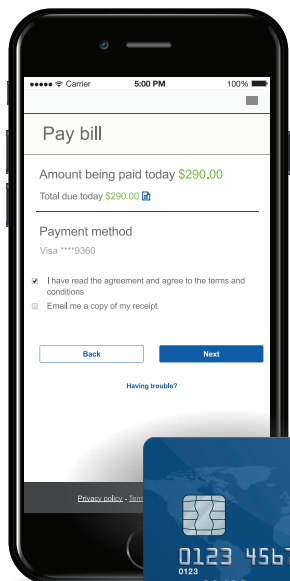 Carrier 5:00 PM 100%
Pay bill
Amount being paid today $290.00
Total due today $290.00
Payment method
Visa ****9360
I have read the agreement and agree to the terms and
conditions
Email me a copy of my receipt
Back Next
Having trouble?
Privacy policy - Term
0123 4567
0123